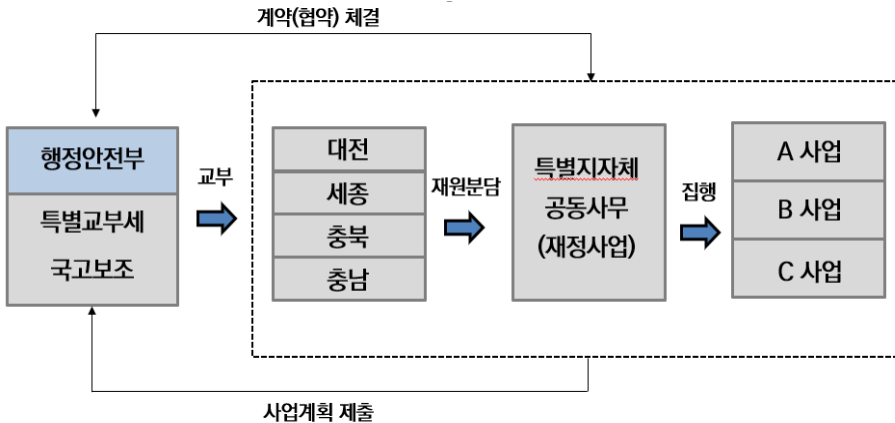 계약(협약) 체결
행정안전부
특별교부세
국고보조
교부
대전
세종
충북
충남
재원분담
특별지자체
공동사무
(재정사업)
집행
A 사업
B 사업
C 사업
사업계획 제출